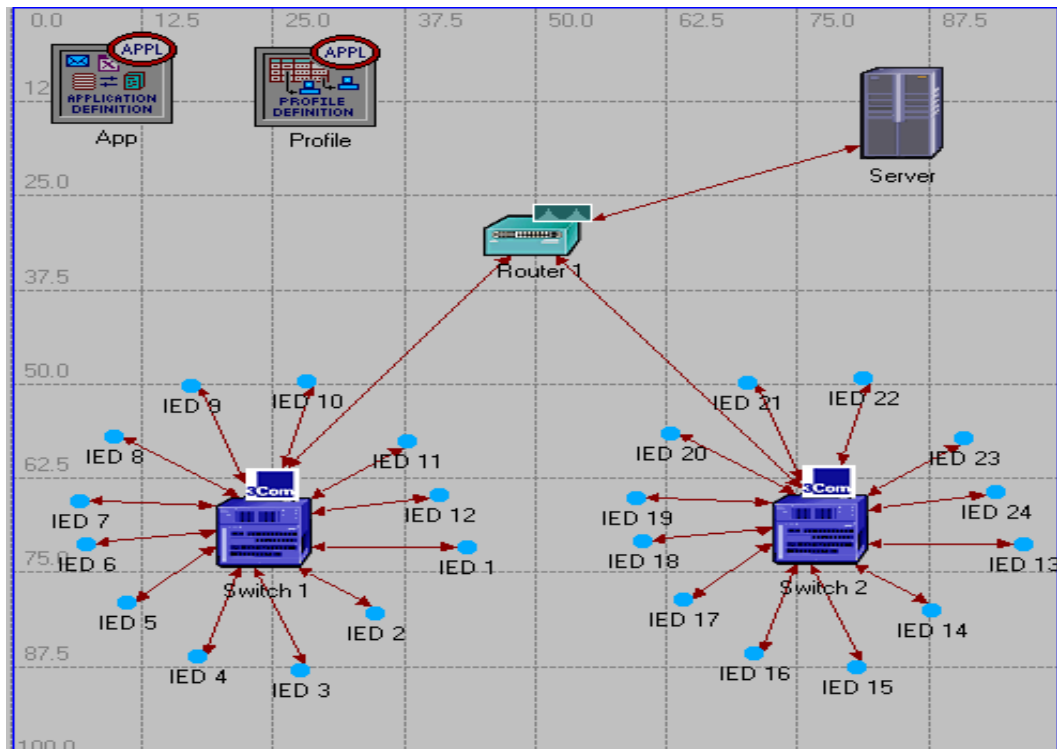 0.0 12.5 25.0 37.5 50.0 62.5 75.0 87.5
APPL
APPLICATION
DEFINITION
App
APPL
PROFILE
DEFINITION
Profile
12
Server
25.0
Router 1
37.5
50.0
IED 9
IED 10
IED 21
IED 22
IED 8
IED 11
IED 20
IED 23
62.5
3Com
3Com
IED 7
IED 12
IED 19
IED 24
IED 6
75.0
IED 1
IED 18
IED 13
Switch 1
Switch 2
IED 5
IED 2
IED 17
IED 14
IED 4
87.5
IED 3
IED 16
IED 15
100.0